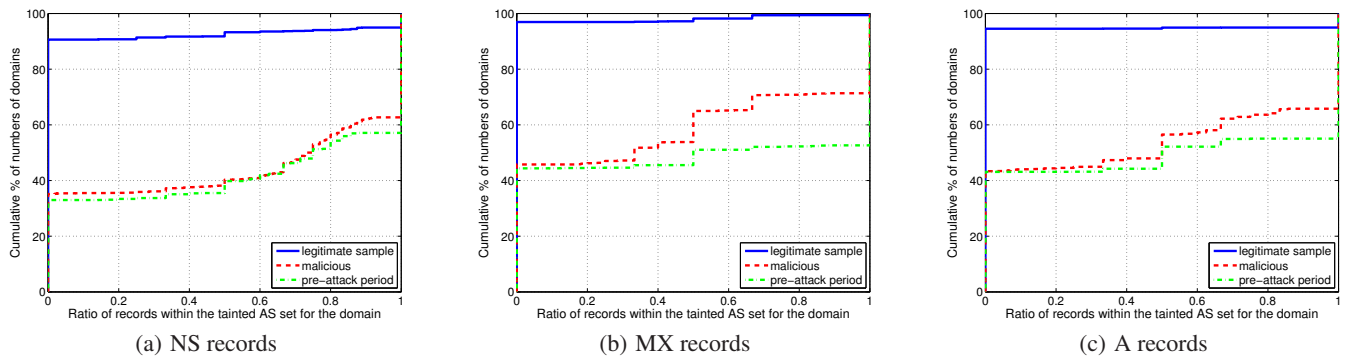 100
80
60
40
20
0
0
0.2
0.4
0.6
0.8
1
Cumulative % of numbers of domains
Ratio of records within the tainted AS set for the domain
legitimate sample
malicious
pre−attack period
(a) NS records
100
80
60
40
20
0
0
0.2
0.4
0.6
0.8
1
Cumulative % of numbers of domains
Ratio of records within the tainted AS set for the domain
legitimate sample
malicious
pre−attack period
(b) MX records
100
80
60
40
20
0
0
0.2
0.4
0.6
0.8
1
Cumulative % of numbers of domains
Ratio of records within the tainted AS set for the domain
legitimate sample
malicious
pre−attack period
(c) A records